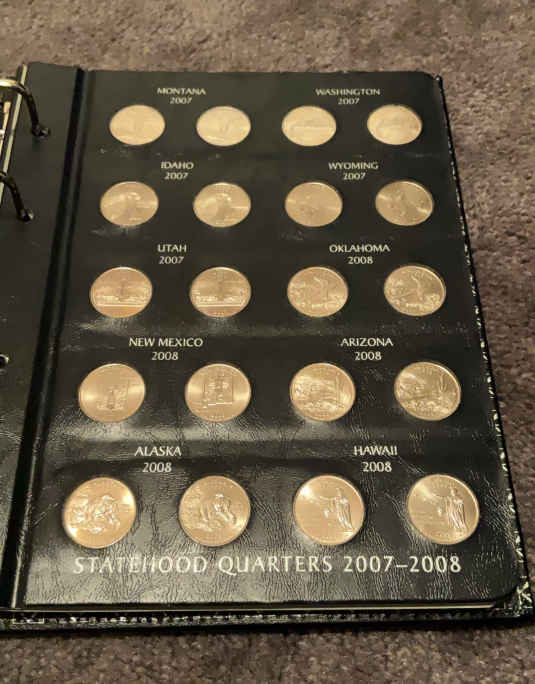 MONTANA
2007
WASHINGTON
2007
IDAHO
2007
WYOMING
2007
UTAH
2007
OKLAHOMA
2008
NEW MEXICO
2008
ARIZONA
2008
ALASKA
2008
HAWAII
2008
STATEHOOD QUARTERS 2007–2008